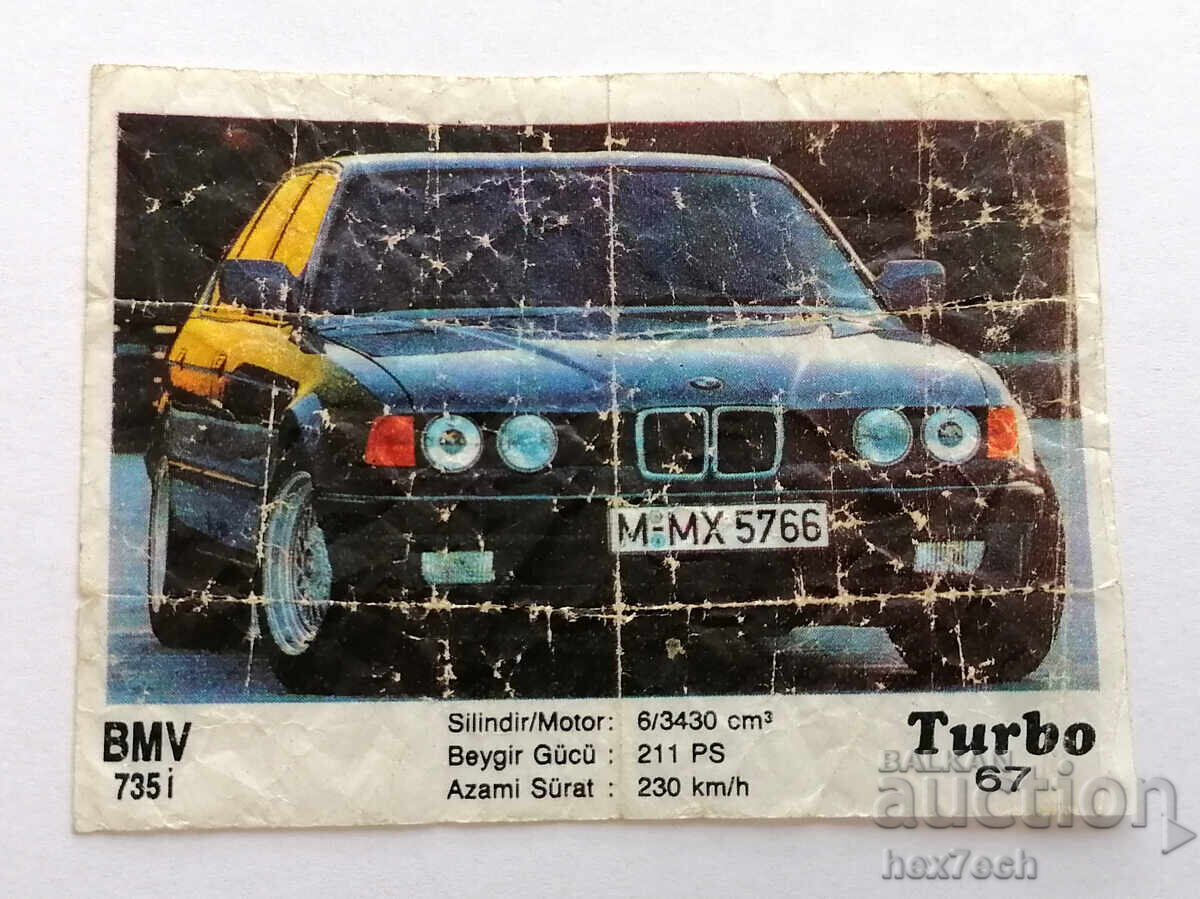 M MX 5766
BMV
735 i
Silindir/Motor: 6/3430 cm³
Beygir Gücü : 211 PS
Azami Sürat : 230 km/h
Turbo
67
BALKAN
auction
hex7ech